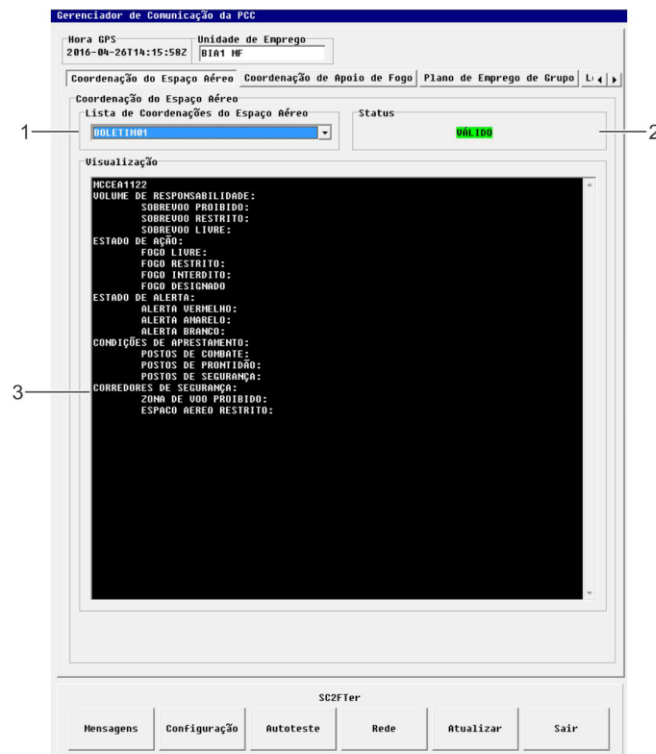 Gerenciador de Comunicação da PCC
Hora GPS
2016-04-26T14:15:58Z
Unidade de Emprego
BIA1 MF
Coordenação do Espaço Aéreo Coordenação de Apoio de Fogo Plano de Emprego de Grupo
Coordenação do Espaço Aéreo
Lista de Coordenações do Espaço Aéreo
Status
1
BOLETIM01
VÁLIDO
2
Visualização
MCCEA1122
VOLUME DE RESPONSABILIDADE:
SOBREVOO PROIBIDO:
SOBREVOO RESTRITO:
SOBREVOO LIVRE:
ESTADO DE AÇÃO:
FOGO LIVRE:
FOGO RESTRITO:
FOGO INTERDITO:
FOGO DESIGNADO
ESTADO DE ALERTA:
ALERTA VERMELHO:
ALERTA AMARELO:
ALERTA BRANCO:
CONDIÇÕES DE APRESTAMENTO:
POSTOS DE COMBATE:
POSTOS DE PRONTIDÃO:
POSTOS DE SEGURANÇA:
3
CORREDORES DE SEGURANÇA:
ZONA DE VOO PROIBIDO:
ESPACO AEREO RESTRITO:
SC2FTer
Mensagens Configuração Autoteste Rede Atualizar Sair